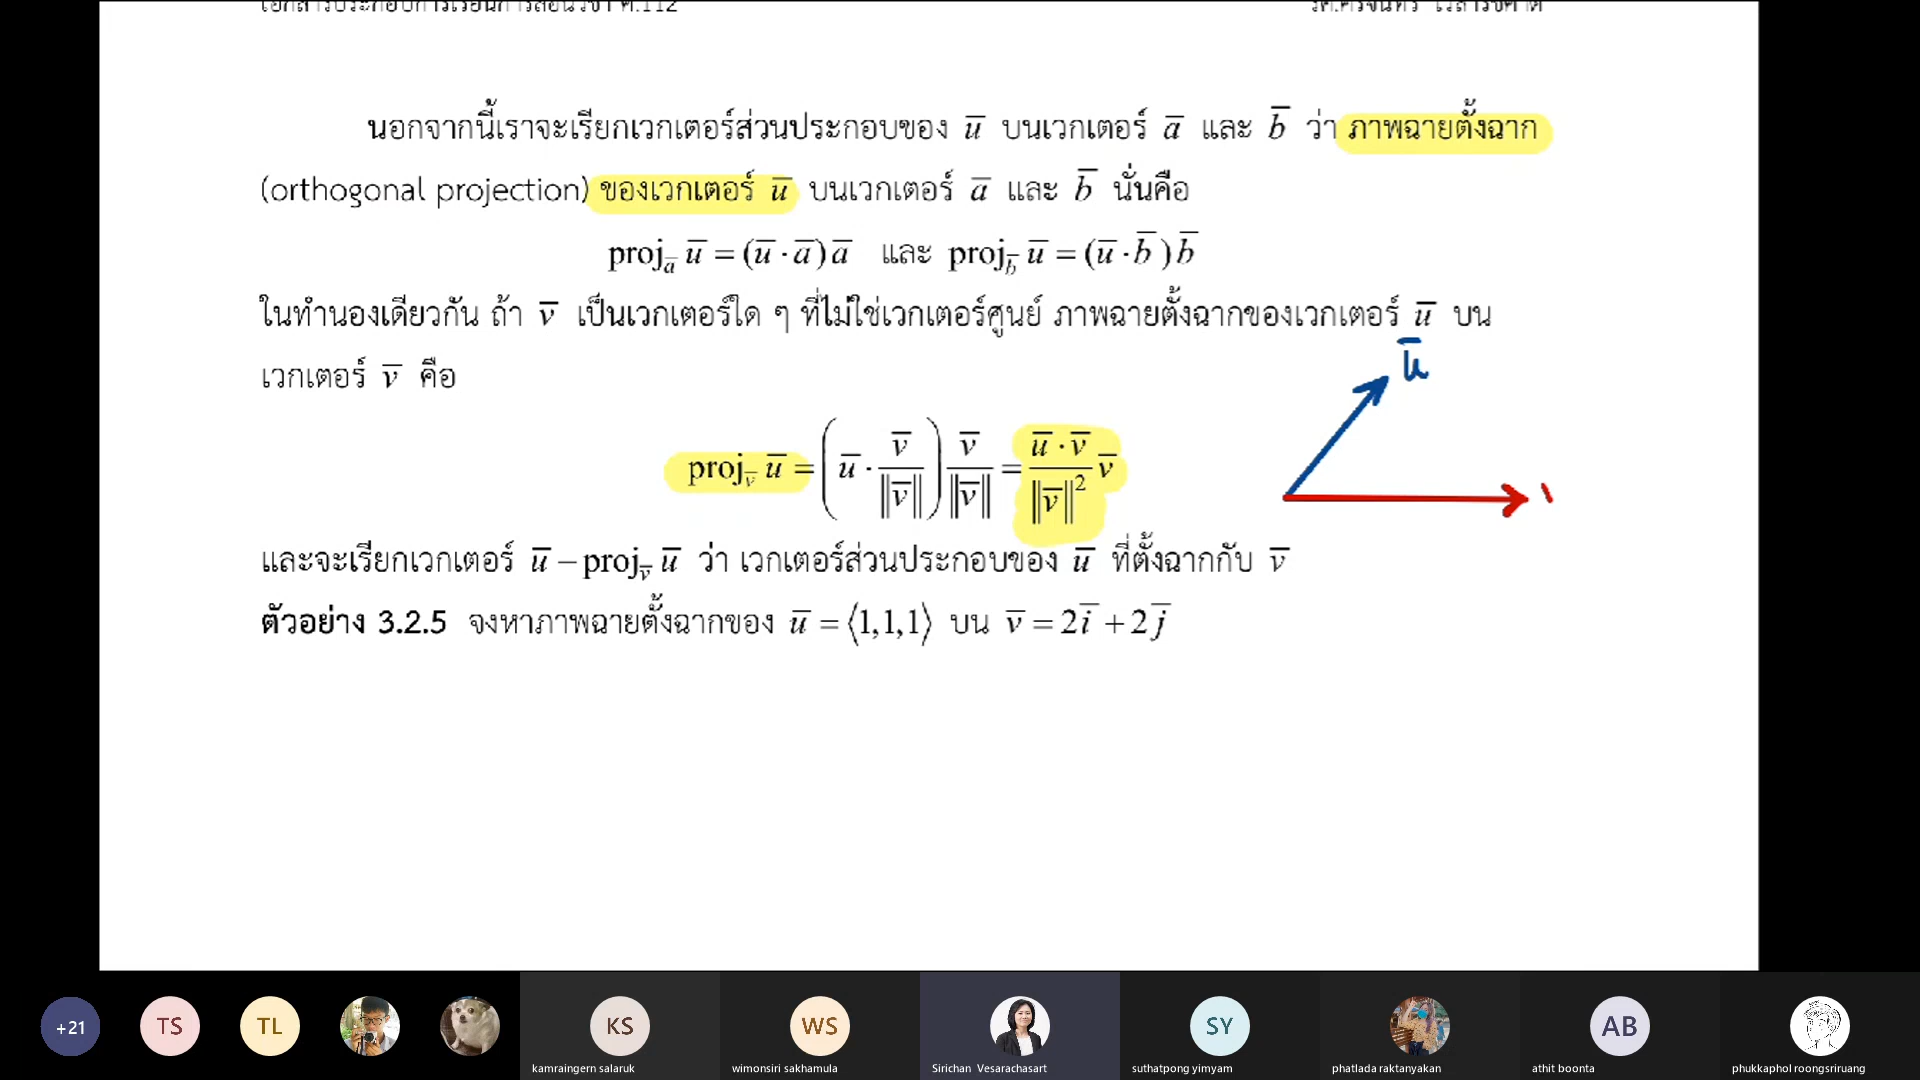 นอกจากนี้เราจะเรียกเวกเตอร์ส่วนประกอบของ u̅ บนเวกเตอร์ a̅ และ b̅ ว่า ภาพฉายตั้งฉาก
(orthogonal projection) ของเวกเตอร์ u̅ บนเวกเตอร์ a̅ และ b̅ นั่นคือ
proj_a̅ u̅ = (u̅ · a̅) a̅ และ proj_b̅ u̅ = (u̅ · b̅) b̅
ในทำนองเดียวกัน ถ้า v̅ เป็นเวกเตอร์ใด ๆ ที่ไม่ใช่เวกเตอร์ศูนย์ ภาพฉายตั้งฉากของเวกเตอร์ u̅ บน
เวกเตอร์ v̅ คือ
u̅
proj_v̅ u̅ = (u̅ · v̅/‖v̅‖) v̅/‖v̅‖ = (u̅ · v̅)/‖v̅‖² v̅
และจะเรียกเวกเตอร์ u̅ − proj_v̅ u̅ ว่า เวกเตอร์ส่วนประกอบของ u̅ ที่ตั้งฉากกับ v̅
ตัวอย่าง 3.2.5 จงหาภาพฉายตั้งฉากของ u̅ = ⟨1,1,1⟩ บน v̅ = 2i̅ + 2j̅
+21 TS TL KS WS SY AB
kamraingern salaruk wimonsiri sakhamula Sirichan Vesarachasart suthatpong yimyam phatlada raktanyakan athit boonta phukkaphol roongsriruang